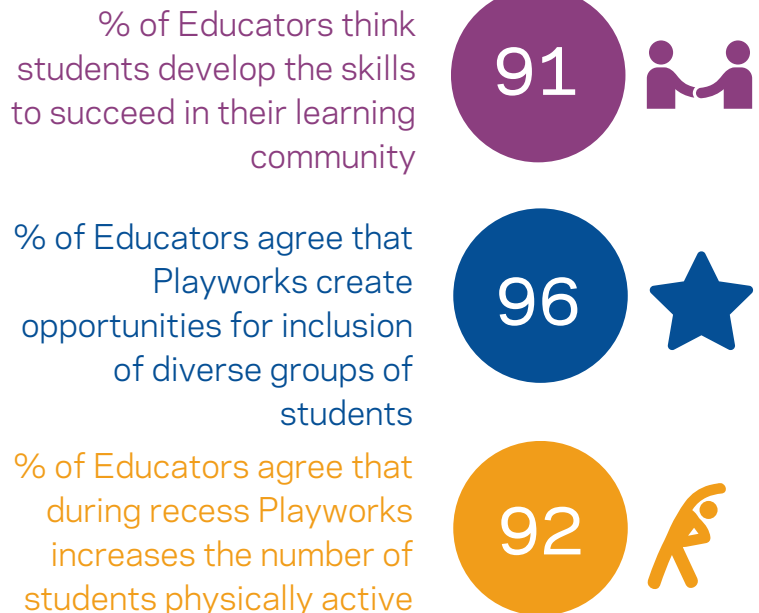 % of Educators think
students develop the skills
to succeed in their learning
community
91
% of Educators agree that
Playworks create
opportunities for inclusion
of diverse groups of
students
96
% of Educators agree that
during recess Playworks
increases the number of
students physically active
92